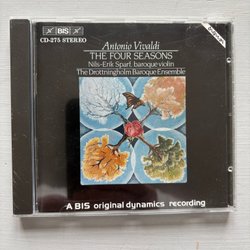 BIS
CD-275 STEREO
Antonio Vivaldi
THE FOUR SEASONS
Nils-Erik Sparf, baroque violin
The Drottningholm Baroque Ensemble
A BIS original dynamics recording